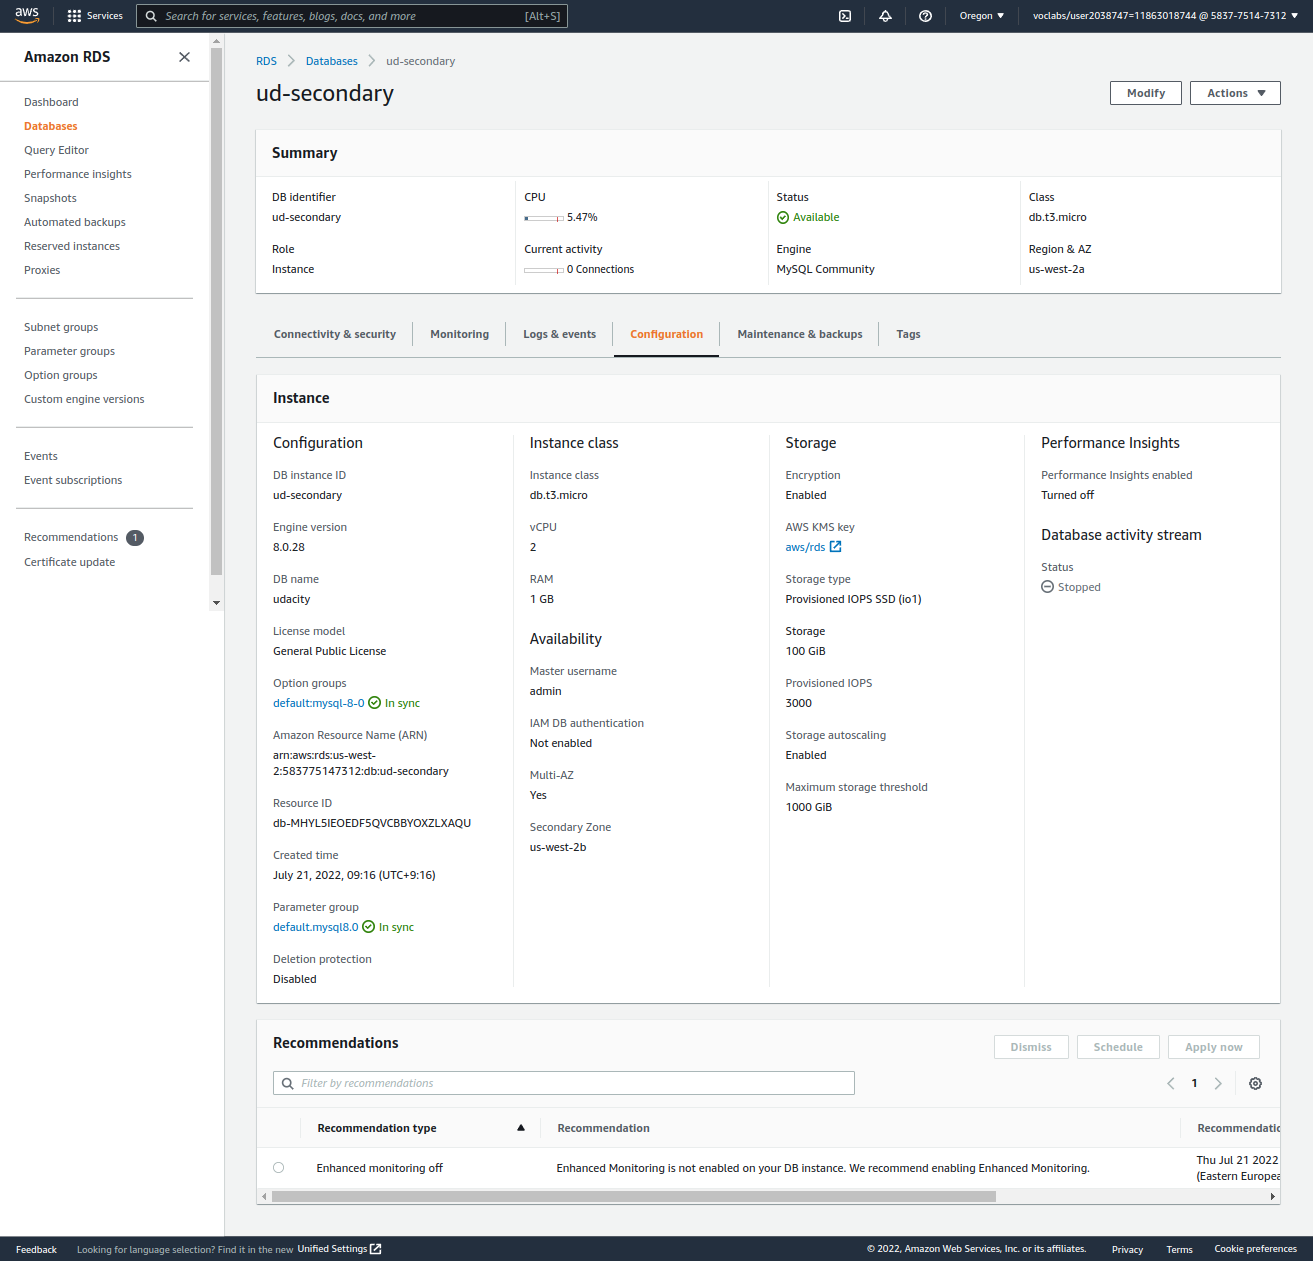 aws
Services
Search for services, features, blogs, docs, and more [Alt+S]
Oregon ▼
voclabs/user2038747=11863018744 @ 5837-7514-7312 ▼
Amazon RDS
Dashboard
Databases
Query Editor
Performance insights
Snapshots
Automated backups
Reserved instances
Proxies
Subnet groups
Parameter groups
Option groups
Custom engine versions
Events
Event subscriptions
Recommendations 1
Certificate update
RDS > Databases > ud-secondary
ud-secondary
Modify
Actions ▼
Summary
DB identifier
ud-secondary
Role
Instance
CPU
5.47%
Current activity
0 Connections
Status
Available
Engine
MySQL Community
Class
db.t3.micro
Region & AZ
us-west-2a
Connectivity & security
Monitoring
Logs & events
Configuration
Maintenance & backups
Tags
Instance
Configuration
DB instance ID
ud-secondary
Engine version
8.0.28
DB name
udacity
License model
General Public License
Option groups
default:mysql-8-0 In sync
Amazon Resource Name (ARN)
arn:aws:rds:us-west-
2:583775147312:db:ud-secondary
Resource ID
db-MHYL5IEOEDF5QVCBBYOXZLXAQU
Created time
July 21, 2022, 09:16 (UTC+9:16)
Parameter group
default.mysql8.0 In sync
Deletion protection
Disabled
Instance class
Instance class
db.t3.micro
vCPU
2
RAM
1 GB
Availability
Master username
admin
IAM DB authentication
Not enabled
Multi-AZ
Yes
Secondary Zone
us-west-2b
Storage
Encryption
Enabled
AWS KMS key
aws/rds
Storage type
Provisioned IOPS SSD (io1)
Storage
100 GiB
Provisioned IOPS
3000
Storage autoscaling
Enabled
Maximum storage threshold
1000 GiB
Performance Insights
Performance Insights enabled
Turned off
Database activity stream
Status
Stopped
Recommendations
Dismiss
Schedule
Apply now
Filter by recommendations
1
Recommendation type ▲
Recommendation
Recommendatio
Enhanced monitoring off
Enhanced Monitoring is not enabled on your DB instance. We recommend enabling Enhanced Monitoring.
Thu Jul 21 2022
(Eastern Europea
Feedback
Looking for language selection? Find it in the new Unified Settings
© 2022, Amazon Web Services, Inc. or its affiliates.
Privacy
Terms
Cookie preferences